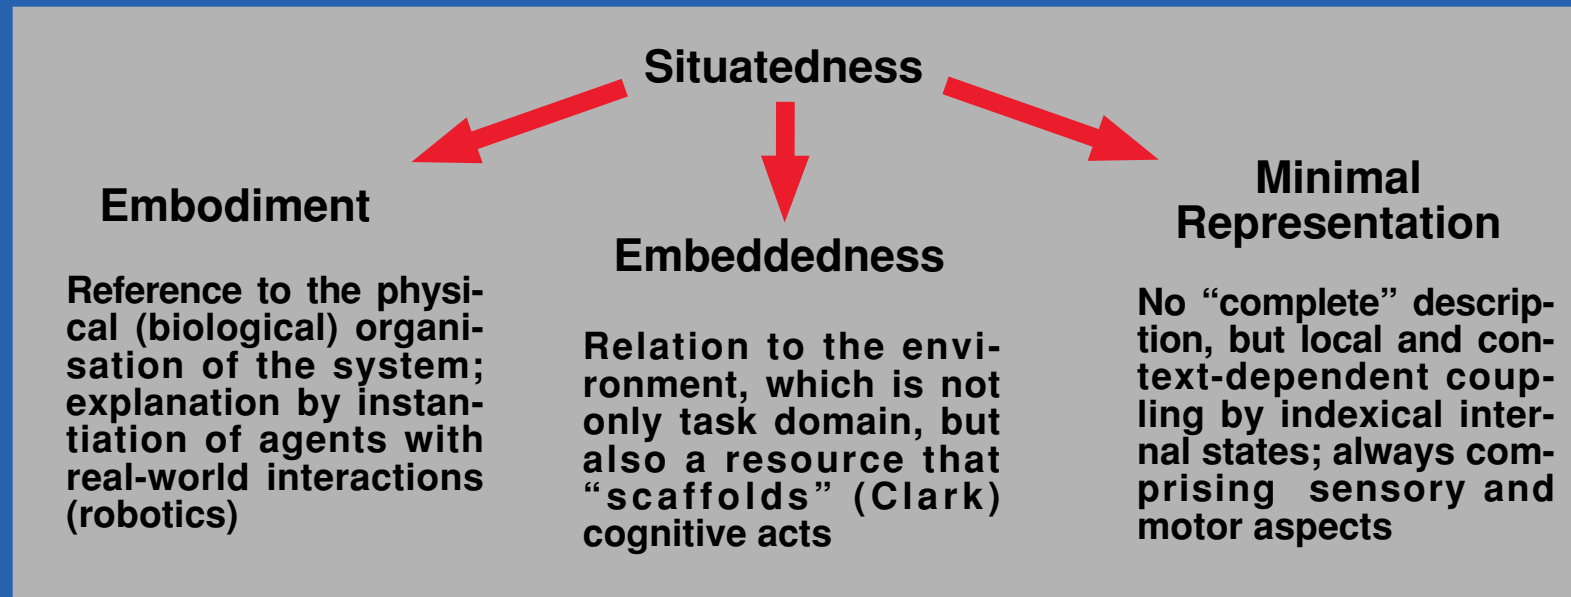 Situatedness
Embodiment
Reference to the physi-
cal (biological) organi-
sation of the system;
explanation by instan-
tiation of agents with
real-world interactions
(robotics)
Embeddedness
Relation to the envi-
ronment, which is not
only task domain, but
also a resource that
“scaffolds” (Clark)
cognitive acts
Minimal
Representation
No “complete” descrip-
tion, but local and con-
text-dependent coup-
ling by indexical inter-
nal states; always com-
prising sensory and
motor aspects